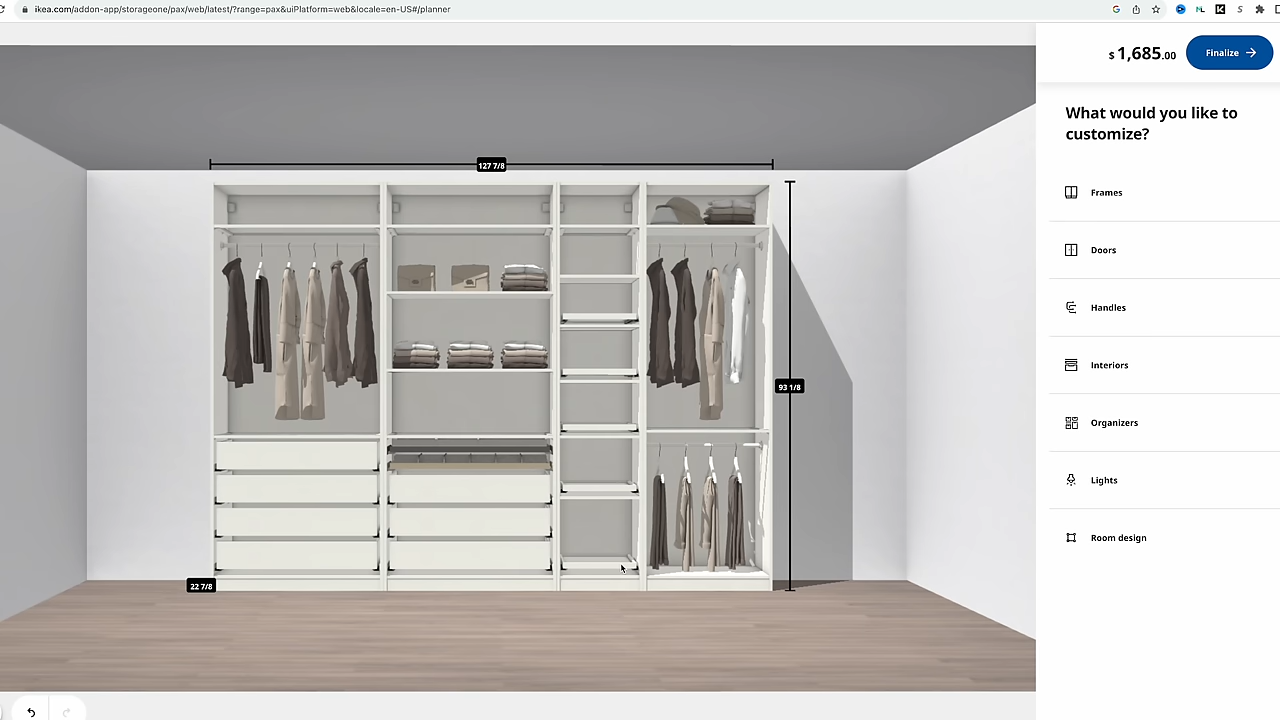 ikea.com/addon-app/storageone/pax/web/latest/?range=pax&uiPlatform=web&locale=en-US#/planner
$ 1,685.00
Finalize
What would you like to
customize?
127 7/8
Frames
Doors
Handles
93 1/8
Interiors
Organizers
Lights
Room design
22 7/8